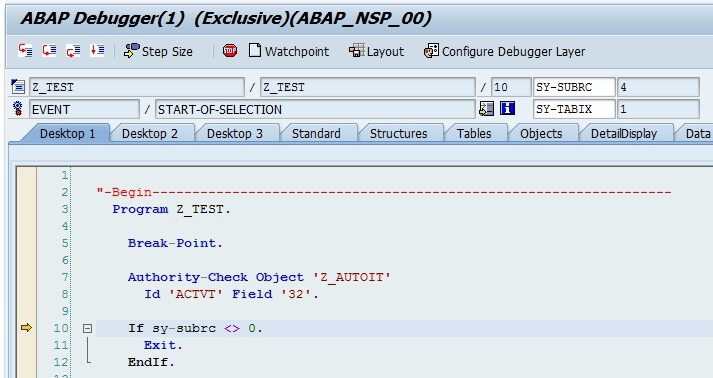 ABAP Debugger(1) (Exclusive)(ABAP_NSP_00)
Step Size STOP Watchpoint Layout Configure Debugger Layer
Z_TEST / Z_TEST / 10 SY-SUBRC 4
EVENT / START-OF-SELECTION SY-TABIX 1
Desktop 1 Desktop 2 Desktop 3 Standard Structures Tables Objects DetailDisplay Data
1
2 "-Begin-----------------------------------------------------------------
3 Program Z_TEST.
4
5 Break-Point.
6
7 Authority-Check Object 'Z_AUTOIT'
8 Id 'ACTVT' Field '32'.
9
10 If sy-subrc <> 0.
11 Exit.
12 EndIf.